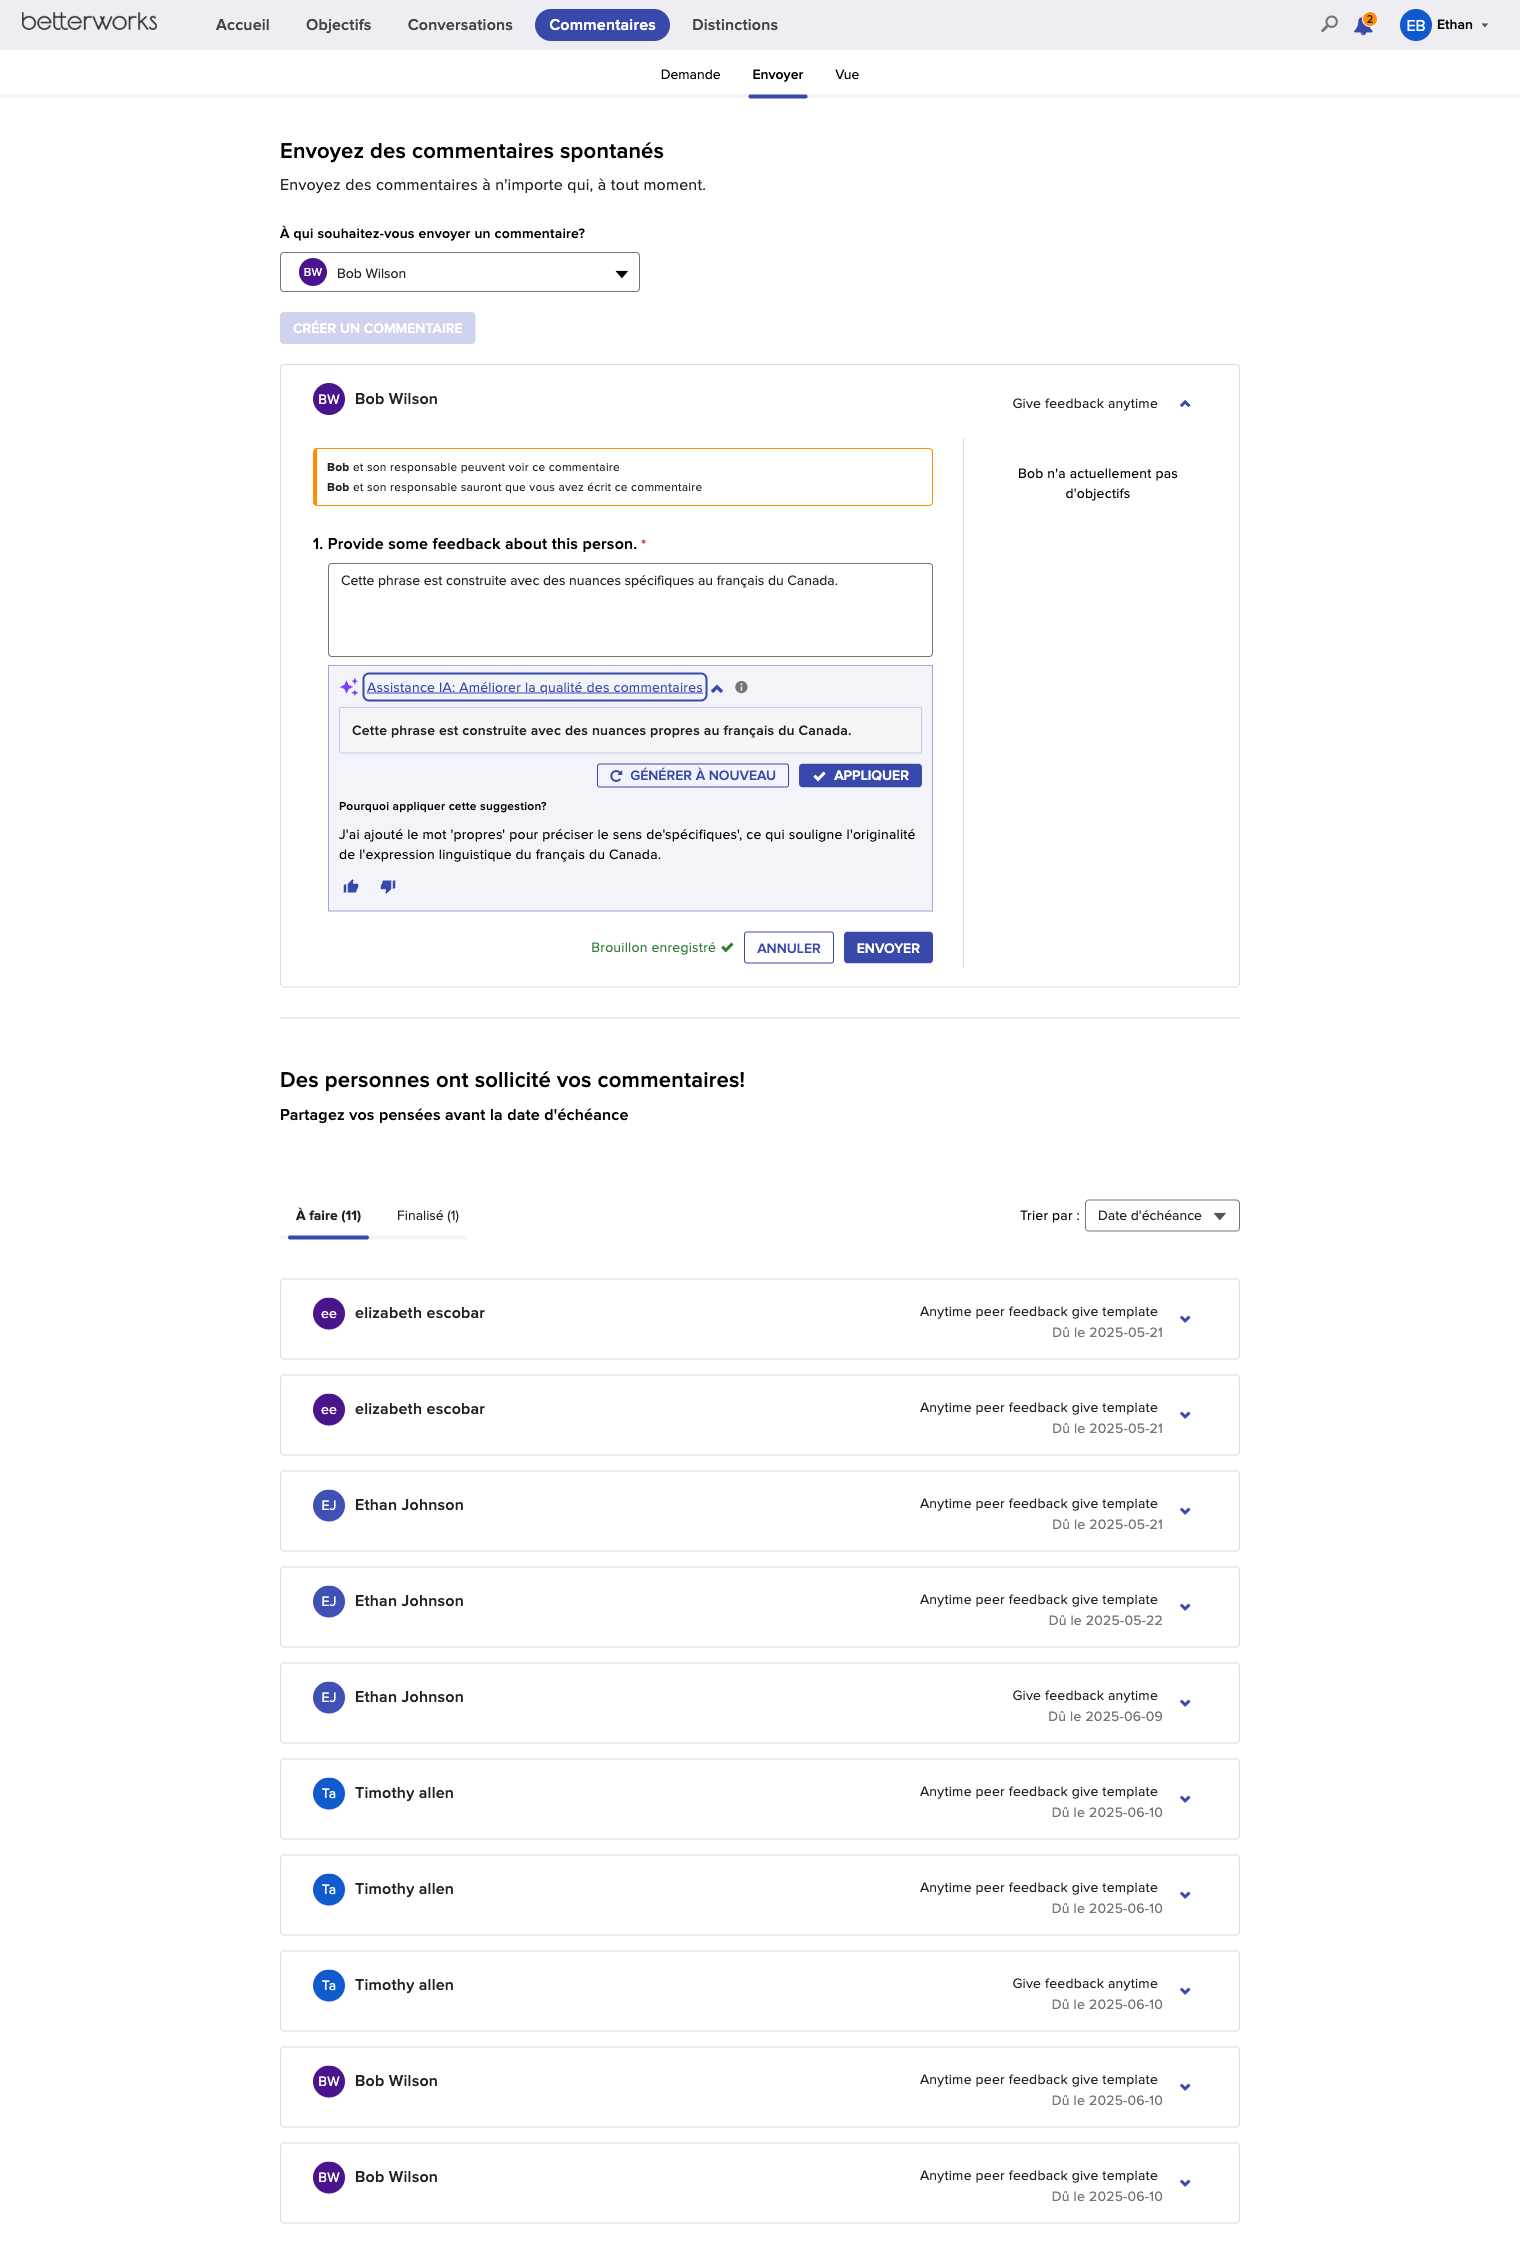 betterworks
Accueil
Objectifs
Conversations
Commentaires
Distinctions
2
EB
Ethan
Demande
Envoyer
Vue
Envoyez des commentaires spontanés
Envoyez des commentaires à n'importe qui, à tout moment.
À qui souhaitez-vous envoyer un commentaire?
BW
Bob Wilson
CRÉER UN COMMENTAIRE
BW
Bob Wilson
Give feedback anytime
Bob et son responsable peuvent voir ce commentaire
Bob et son responsable sauront que vous avez écrit ce commentaire
Bob n'a actuellement pas
d'objectifs
1. Provide some feedback about this person. *
Cette phrase est construite avec des nuances spécifiques au français du Canada.
Assistance IA: Améliorer la qualité des commentaires
Cette phrase est construite avec des nuances propres au français du Canada.
GÉNÉRER À NOUVEAU
APPLIQUER
Pourquoi appliquer cette suggestion?
J'ai ajouté le mot 'propres' pour préciser le sens de'spécifiques', ce qui souligne l'originalité
de l'expression linguistique du français du Canada.
Brouillon enregistré
ANNULER
ENVOYER
Des personnes ont sollicité vos commentaires!
Partagez vos pensées avant la date d'échéance
À faire (11)
Finalisé (1)
Trier par :
Date d'échéance
ee
elizabeth escobar
Anytime peer feedback give template
Dû le 2025-05-21
ee
elizabeth escobar
Anytime peer feedback give template
Dû le 2025-05-21
EJ
Ethan Johnson
Anytime peer feedback give template
Dû le 2025-05-21
EJ
Ethan Johnson
Anytime peer feedback give template
Dû le 2025-05-22
EJ
Ethan Johnson
Give feedback anytime
Dû le 2025-06-09
Ta
Timothy allen
Anytime peer feedback give template
Dû le 2025-06-10
Ta
Timothy allen
Anytime peer feedback give template
Dû le 2025-06-10
Ta
Timothy allen
Give feedback anytime
Dû le 2025-06-10
BW
Bob Wilson
Anytime peer feedback give template
Dû le 2025-06-10
BW
Bob Wilson
Anytime peer feedback give template
Dû le 2025-06-10